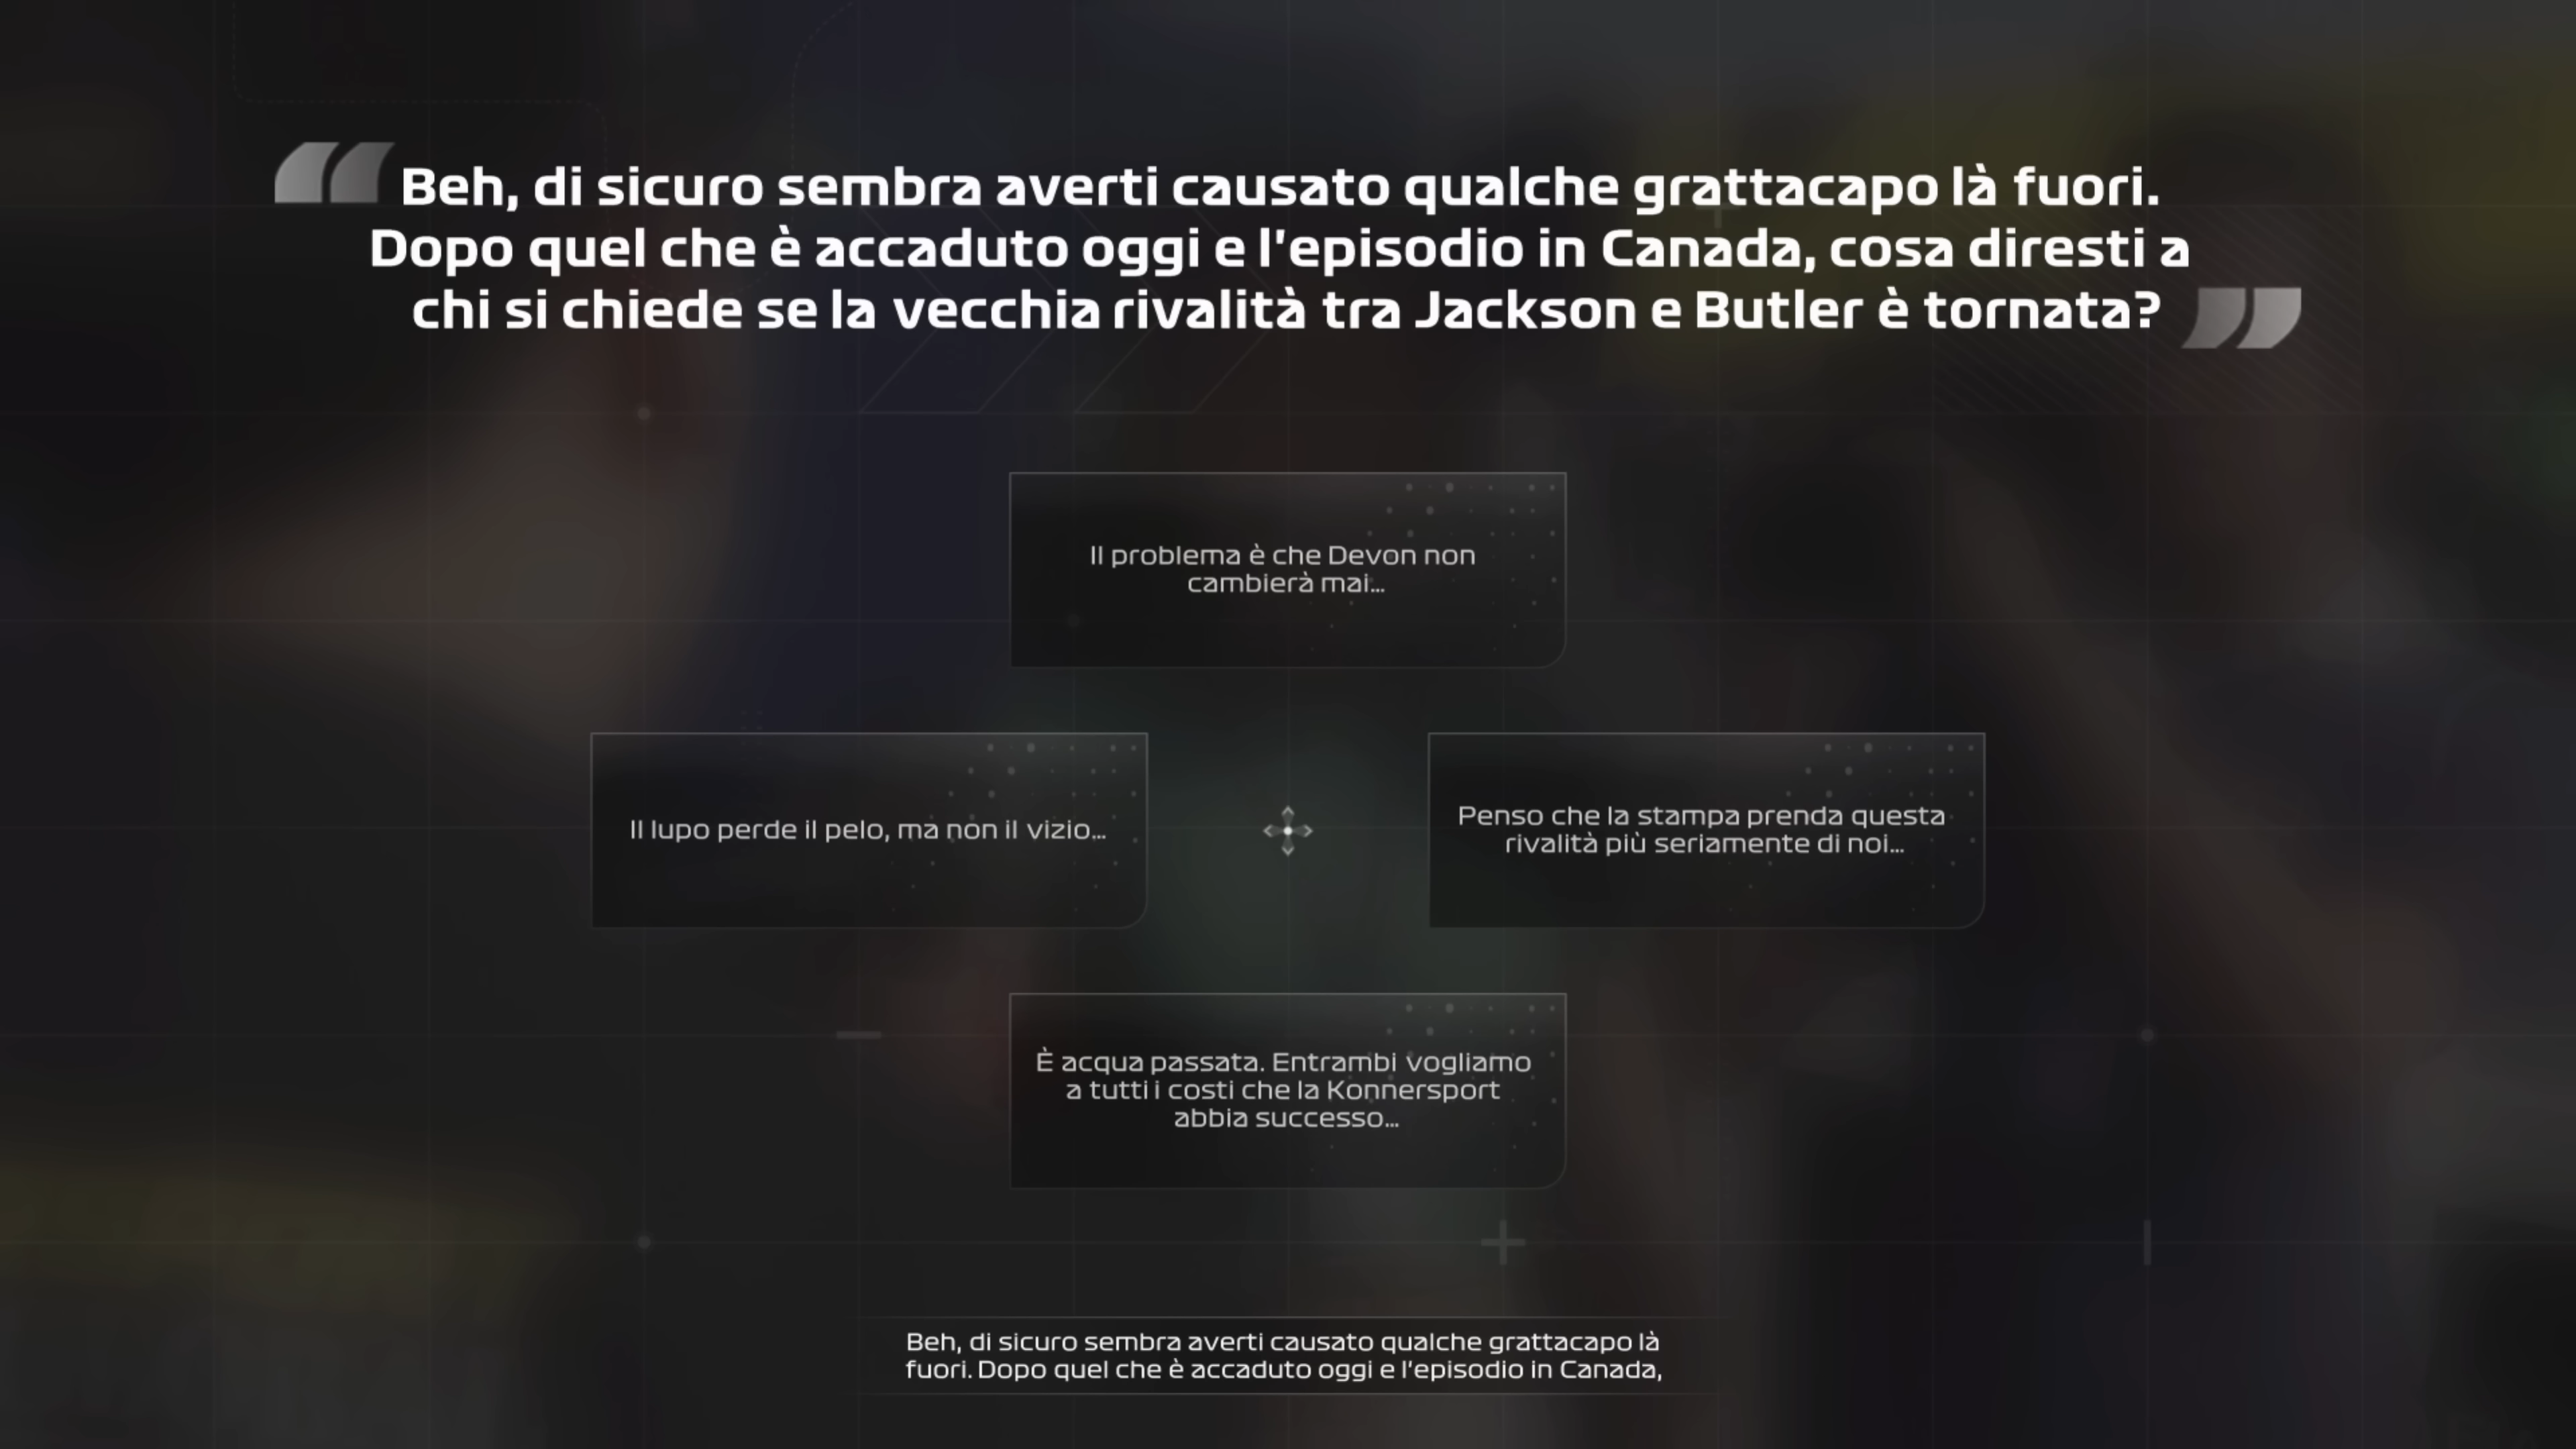 Beh, di sicuro sembra averti causato qualche grattacapo là fuori.
Dopo quel che è accaduto oggi e l'episodio in Canada, cosa diresti a
chi si chiede se la vecchia rivalità tra Jackson e Butler è tornata?
Il problema è che Devon non
cambierà mai...
Il lupo perde il pelo, ma non il vizio...
Penso che la stampa prenda questa
rivalità più seriamente di noi...
È acqua passata. Entrambi vogliamo
a tutti i costi che la Konnersport
abbia successo...
Beh, di sicuro sembra averti causato qualche grattacapo là
fuori. Dopo quel che è accaduto oggi e l'episodio in Canada,